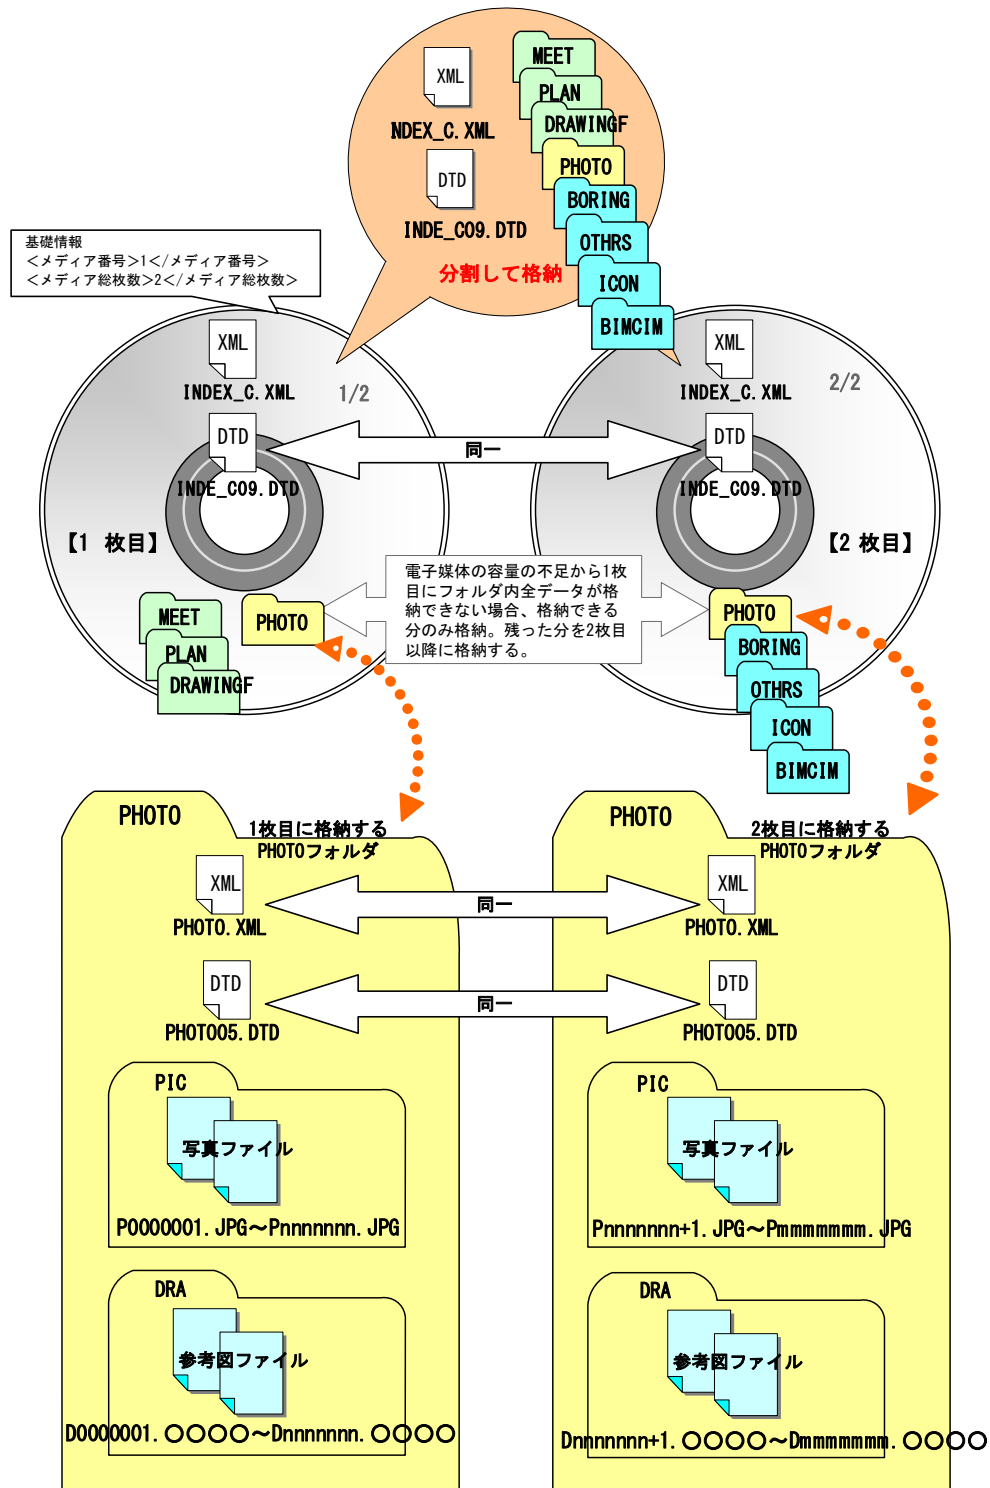 XML
NDEX_C.XML
DTD
INDE_C09.DTD
分割して格納
MEET
PLAN
DRAWINGF
PHOTO
BORING
OTHRS
ICON
BIMCIM
基礎情報
<メディア番号>1</メディア番号>
<メディア総枚数>2</メディア総枚数>
XML
INDEX_C.XML
1/2
DTD
INDE_C09.DTD
【1 枚目】
MEET
PLAN
DRAWINGF
PHOTO
同一
XML
INDEX_C.XML
2/2
DTD
INDE_C09.DTD
【2 枚目】
電子媒体の容量の不足から1枚
目にフォルダ内全データが格
納できない場合、格納できる
分のみ格納。残った分を2枚目
以降に格納する。
PHOTO
BORING
OTHRS
ICON
BIMCIM
PHOTO
1枚目に格納する
PHOTOフォルダ
XML
PHOTO.XML
同一
DTD
PHOTO05.DTD
同一
PIC
写真ファイル
P0000001.JPG～Pnnnnnnn.JPG
DRA
参考図ファイル
D0000001.○○○○～Dnnnnnnn.○○○○
PHOTO
2枚目に格納する
PHOTOフォルダ
XML
PHOTO.XML
DTD
PHOTO05.DTD
PIC
写真ファイル
Pnnnnnnn+1.JPG～Pmmmmmmm.JPG
DRA
参考図ファイル
Dnnnnnnn+1.○○○○～Dmmmmmmm.○○○○